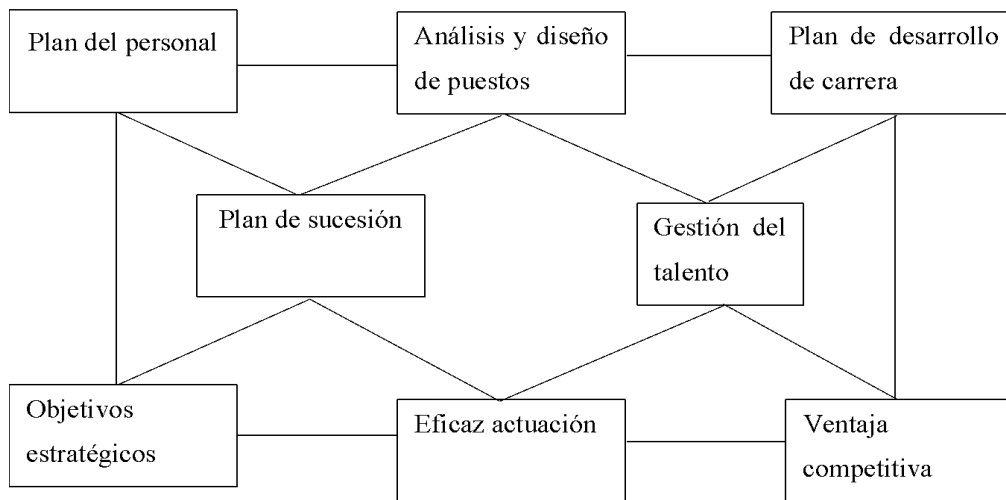 Plan del personal
Análisis y diseño
de puestos
Plan de desarrollo
de carrera
Plan de sucesión
Gestión del
talento
Objetivos
estratégicos
Eficaz actuación
Ventaja
competitiva